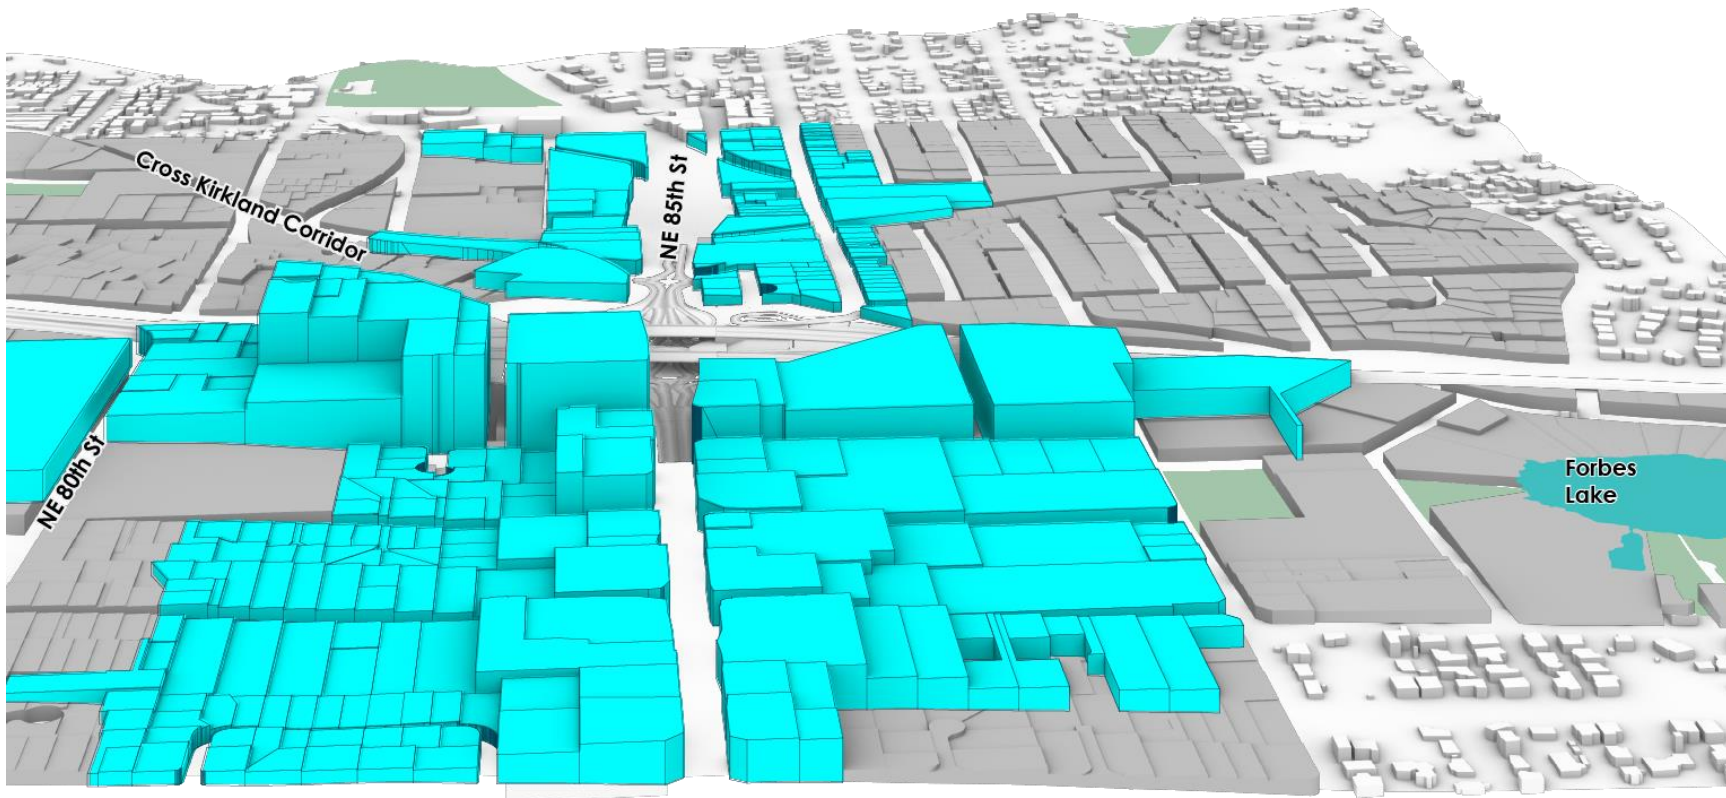 Cross Kirkland Corridor
NE 85th St
NE 80th St
Forbes
Lake